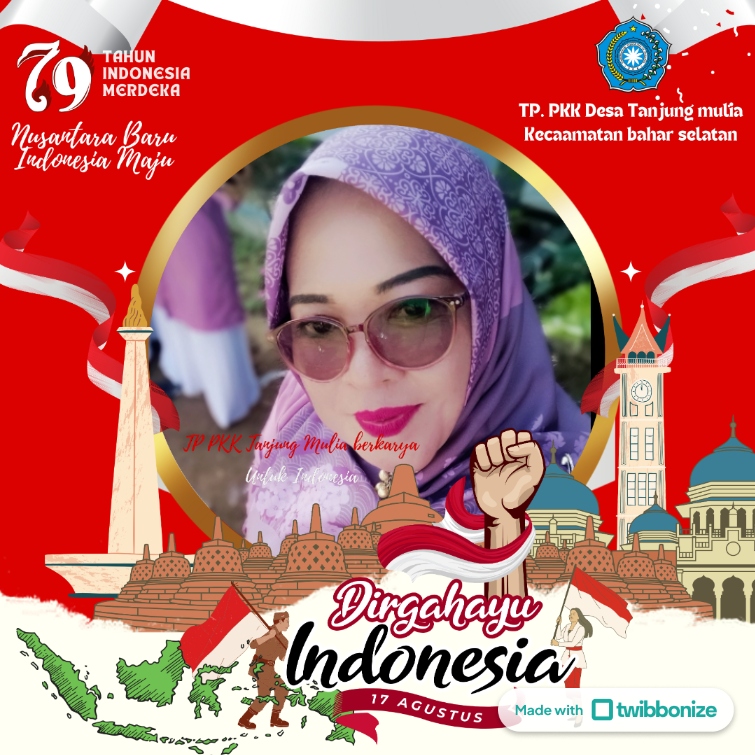 79 TAHUN
INDONESIA
MERDEKA
Nusantara Baru
Indonesia Maju
TP. PKK Desa Tanjung mulia
Kecaamatan bahar selatan
TP PKK Tanjung Mulia berkarya
Untuk Indonesia
Dirgahayu
Indonesia
17 AGUSTUS
Made with twibbonize